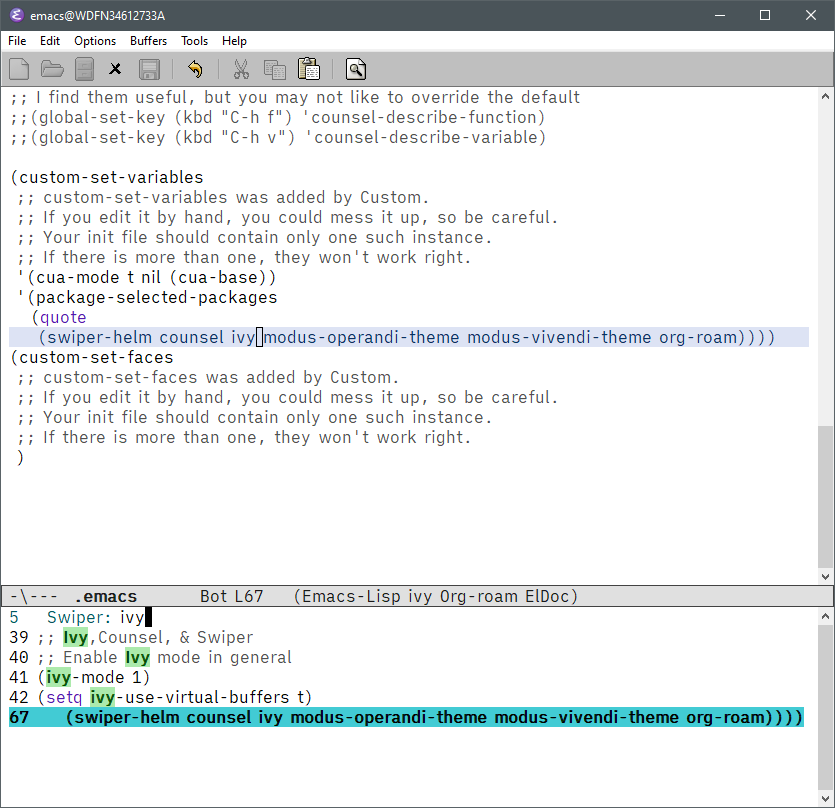 emacs@WDFN34612733A
File Edit Options Buffers Tools Help
;; I find them useful, but you may not like to override the default
;;(global-set-key (kbd "C-h f") 'counsel-describe-function)
;;(global-set-key (kbd "C-h v") 'counsel-describe-variable)
(custom-set-variables
;; custom-set-variables was added by Custom.
;; If you edit it by hand, you could mess it up, so be careful.
;; Your init file should contain only one such instance.
;; If there is more than one, they won't work right.
'(cua-mode t nil (cua-base))
'(package-selected-packages
(quote
(swiper-helm counsel ivy modus-operandi-theme modus-vivendi-theme org-roam))))
(custom-set-faces
;; custom-set-faces was added by Custom.
;; If you edit it by hand, you could mess it up, so be careful.
;; Your init file should contain only one such instance.
;; If there is more than one, they won't work right.
)
-\--- .emacs Bot L67 (Emacs-Lisp ivy Org-roam ElDoc)
5 Swiper: ivy
39 ;; Ivy,Counsel, & Swiper
40 ;; Enable Ivy mode in general
41 (ivy-mode 1)
42 (setq ivy-use-virtual-buffers t)
67 (swiper-helm counsel ivy modus-operandi-theme modus-vivendi-theme org-roam))))